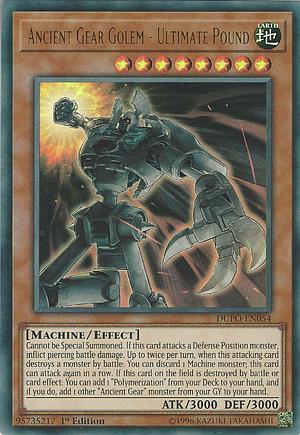 ANCIENT GEAR GOLEM - ULTIMATE POUND
EARTH
地
DUPO-EN054
[MACHINE/EFFECT]
Cannot be Special Summoned. If this card attacks a Defense Position monster,
inflict piercing battle damage. Up to twice per turn, when this attacking card
destroys a monster by battle: You can discard 1 Machine monster; this card
can attack again in a row. If this card on the field is destroyed by battle or
card effect: You can add 1 "Polymerization" from your Deck to your hand, and
if you do, add 1 other "Ancient Gear" monster from your GY to your hand.
ATK/3000 DEF/3000
95735217 1st Edition ©1996 KAZUKI TAKAHASHI